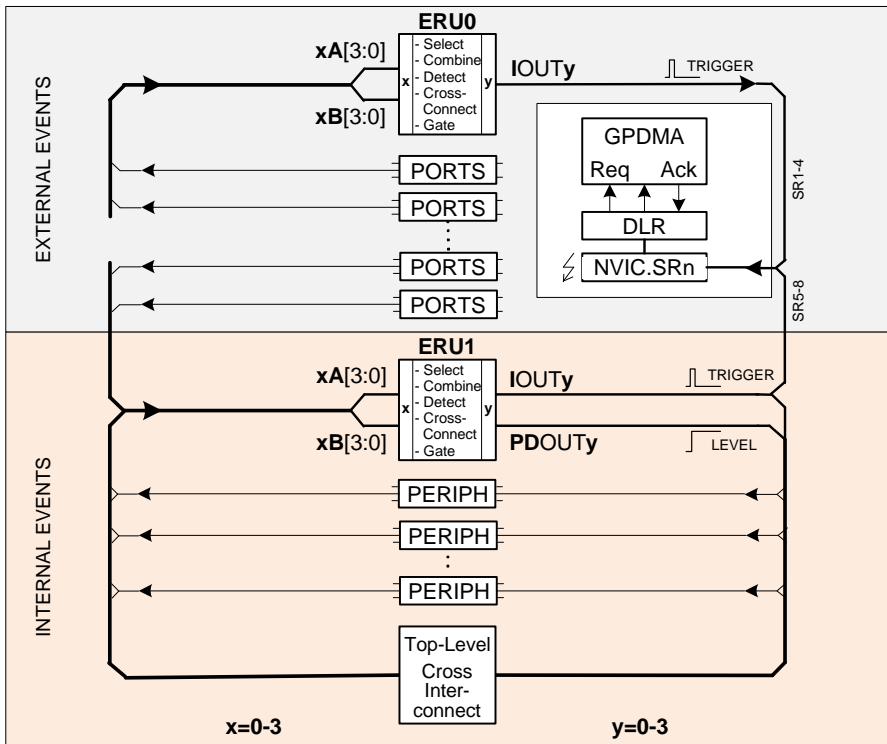 ERU0
xA[3:0]
xB[3:0]
x
- Select
- Combine
- Detect
- Cross-
Connect
- Gate
y
IOUTy
TRIGGER
EXTERNAL EVENTS
PORTS
PORTS
PORTS
PORTS
GPDMA
Req Ack
DLR
NVIC.SRn
SR1-4
SR5-8
ERU1
xA[3:0]
xB[3:0]
x
- Select
- Combine
- Detect
- Cross-
Connect
- Gate
y
IOUTy
TRIGGER
PDOUTy
LEVEL
INTERNAL EVENTS
PERIPH
PERIPH
PERIPH
Top-Level
Cross
Inter-
connect
x=0-3
y=0-3